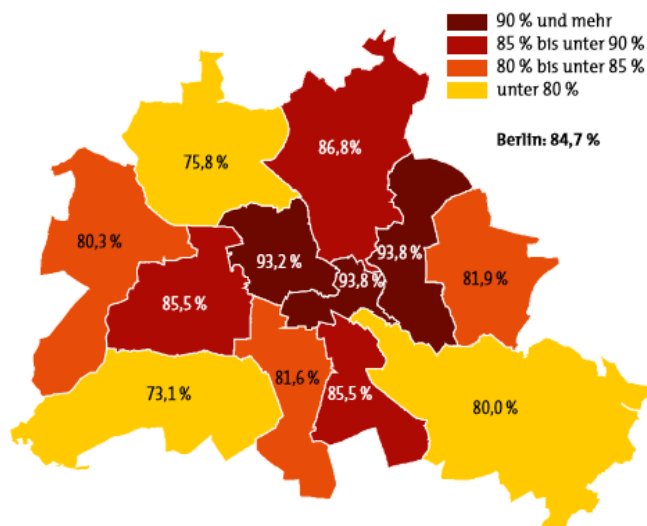 90 % und mehr
85 % bis unter 90 %
80 % bis unter 85 %
unter 80 %
Berlin: 84,7 %
86,8%
75,8 %
80,3 %
93,2 %
93,8 %
93,8 %
81,9 %
85,5 %
81,6 %
85,5 %
73,1 %
80,0 %